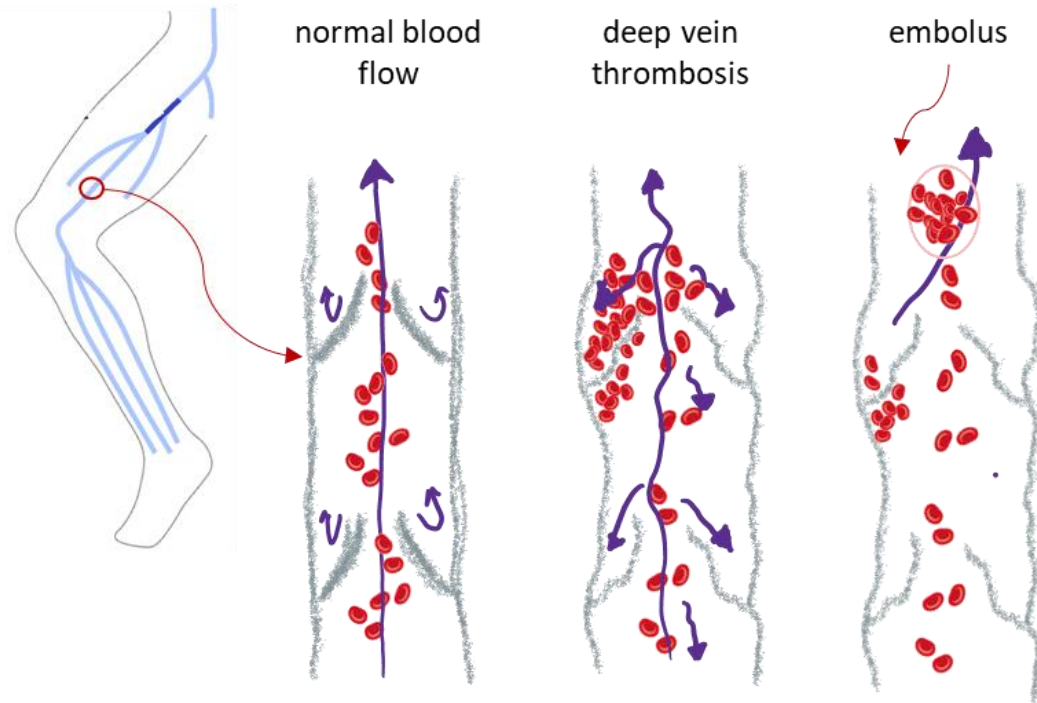 normal blood
flow
deep vein
thrombosis
embolus